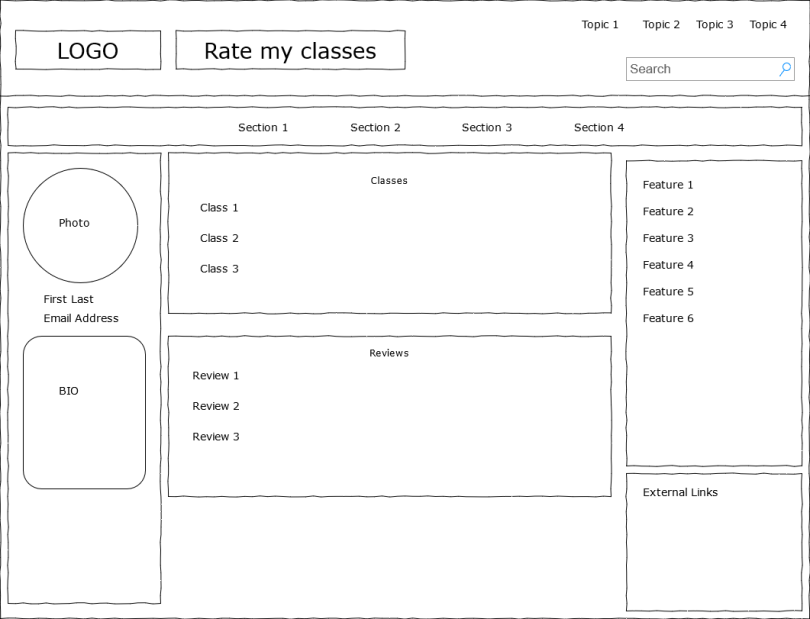 Topic 1 Topic 2 Topic 3 Topic 4
LOGO
Rate my classes
Search
Section 1 Section 2 Section 3 Section 4
Photo
First Last
Email Address
BIO
Classes
Class 1
Class 2
Class 3
Reviews
Review 1
Review 2
Review 3
Feature 1
Feature 2
Feature 3
Feature 4
Feature 5
Feature 6
External Links